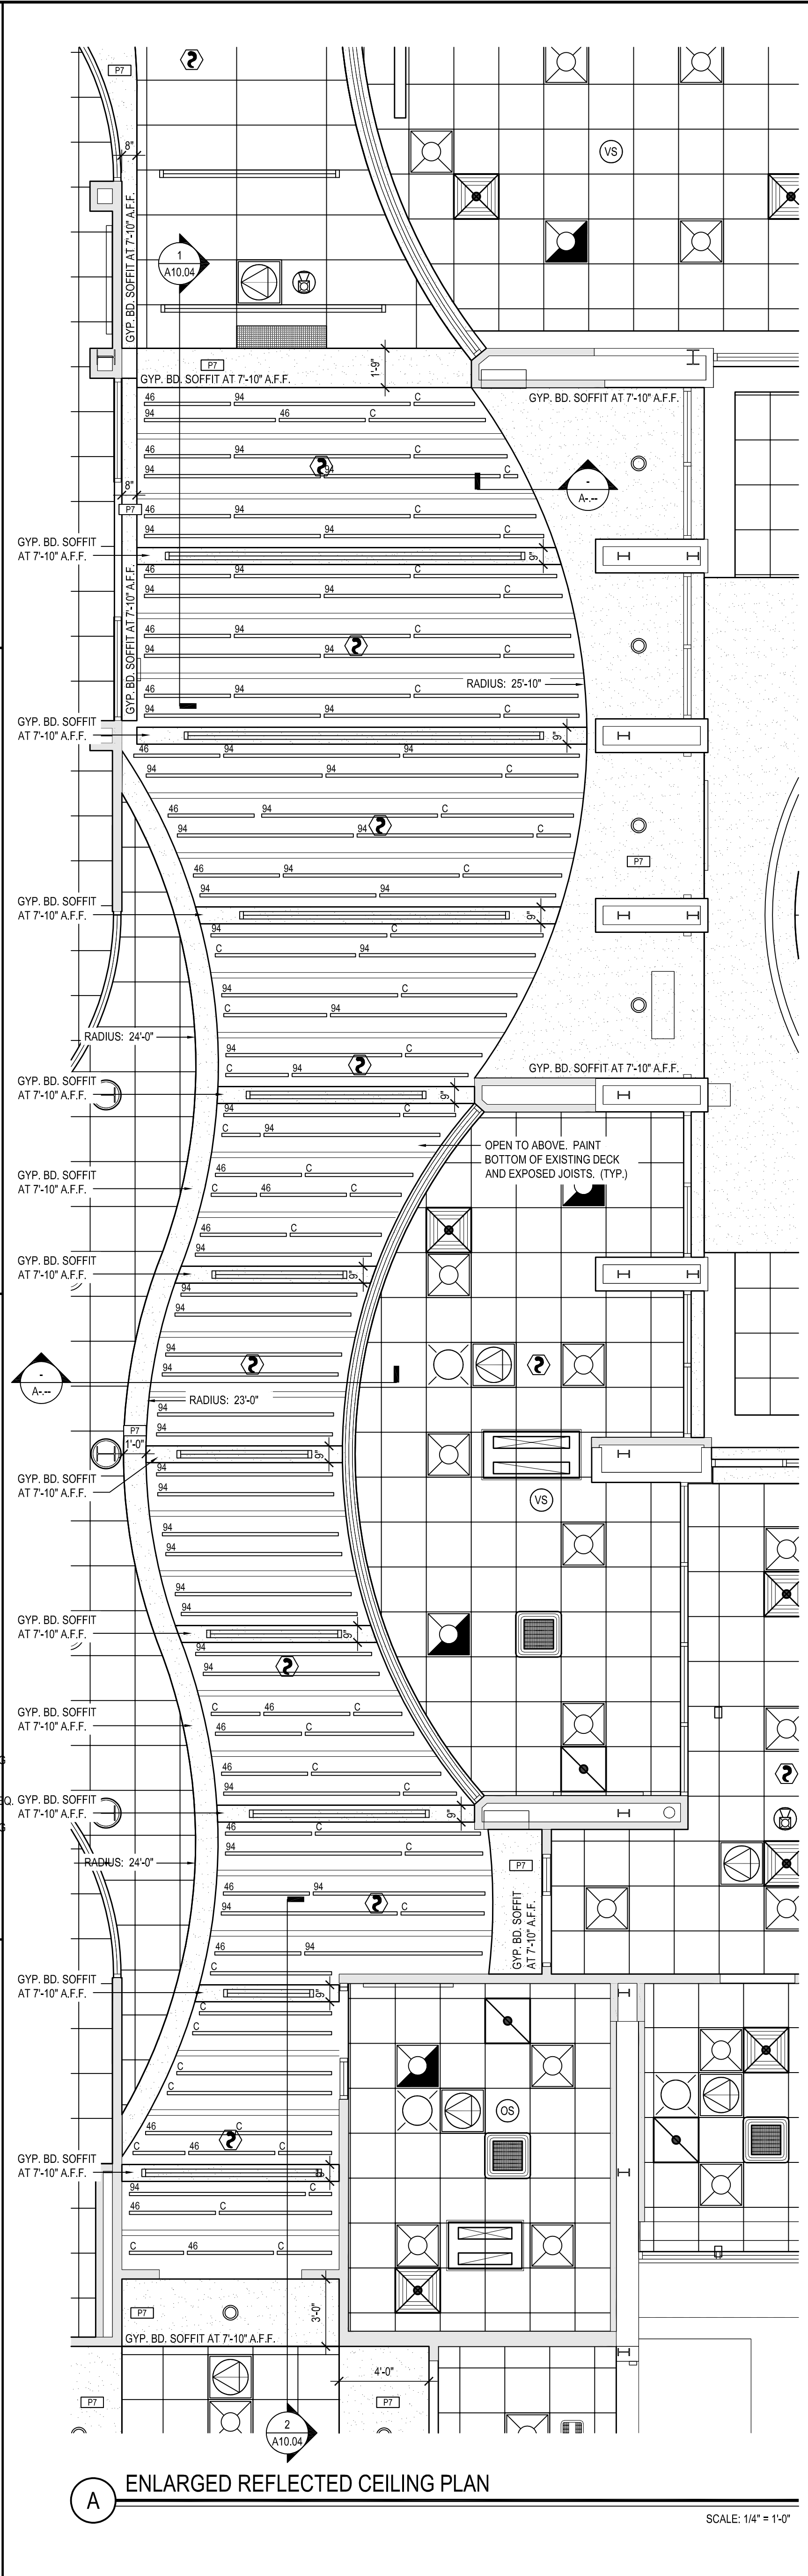 P7
8"
VS
GYP. BD. SOFFIT AT 7'-10" A.F.F.
1
A10.04
P7
GYP. BD. SOFFIT AT 7'-10" A.F.F.
1'-9"
GYP. BD. SOFFIT AT 7'-10" A.F.F.
46 94 C
94 46 C
46 94 C
94 94 C
8"
P7
-
A-.--
46 94 C
94 94 C
GYP. BD. SOFFIT
AT 7'-10" A.F.F.
9"
GYP. BD. SOFFIT AT 7'-10" A.F.F.
46 94 C
94 94 C
46 94 C
94 94 C
RADIUS: 25'-10"
46 94 C
94 94 C
GYP. BD. SOFFIT
AT 7'-10" A.F.F.
9"
46 94 94
94 94 C
46 94 C
94 94 C
P7
46 94 C
94 94
GYP. BD. SOFFIT
AT 7'-10" A.F.F.
9"
94 C
C 94
94 C
C 94
RADIUS: 24'-0"
94 C
C 94
GYP. BD. SOFFIT AT 7'-10" A.F.F.
GYP. BD. SOFFIT
AT 7'-10" A.F.F.
9"
94 C
C 94
OPEN TO ABOVE. PAINT
BOTTOM OF EXISTING DECK
AND EXPOSED JOISTS. (TYP.)
46 C
C 46 C
GYP. BD. SOFFIT
AT 7'-10" A.F.F.
46 C
94
GYP. BD. SOFFIT
AT 7'-10" A.F.F.
9"
94
94
94
94
-
A-.--
RADIUS: 23'-0"
94
94
P7
1'-0"
9"
GYP. BD. SOFFIT
AT 7'-10" A.F.F.
94
94
VS
94
94
94
94
GYP. BD. SOFFIT
AT 7'-10" A.F.F.
9"
94
94
C 46 C
46 C
GYP. BD. SOFFIT
AT 7'-10" A.F.F.
46 C
94 C
G
EQ.
G
GYP. BD. SOFFIT
AT 7'-10" A.F.F.
9"
46 C
94 C
RADIUS: 24'-0"
P7
46 94
94 C
GYP. BD. SOFFIT
AT 7'-10" A.F.F.
46 94
C
GYP. BD. SOFFIT
AT 7'-10" A.F.F.
9"
C
C
C
C
OS
46 C
C 46 C
GYP. BD. SOFFIT
AT 7'-10" A.F.F.
94 C
46 C
C 46 C
P7
3'-0"
GYP. BD. SOFFIT AT 7'-10" A.F.F.
4'-0"
P7
P7
2
A10.04
A
ENLARGED REFLECTED CEILING PLAN
SCALE: 1/4" = 1'-0"